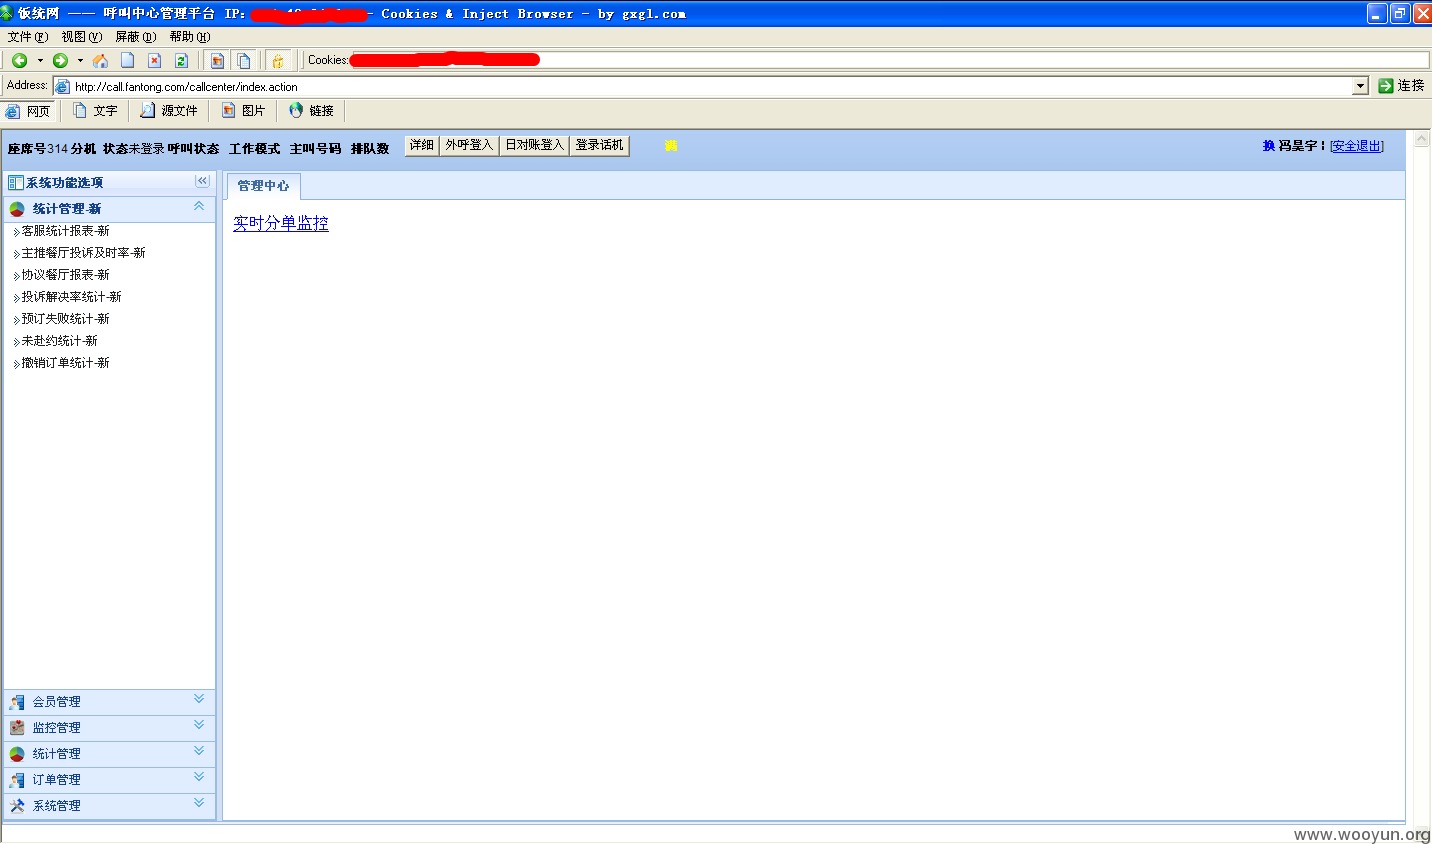 饭统网 —— 呼叫中心管理平台 IP: - Cookies & Inject Browser - by gxgl.com
文件(F) 视图(V) 屏蔽(D) 帮助(H)
Cookies:
Address: http://call.fantong.com/callcenter/index.action 连接
网页 文字 源文件 图片 链接
座席号314 分机 状态未登录 呼叫状态 工作模式 主叫号码 排队数 详细 外呼登入 日对账登入 登录话机 换 冯昊宇 [安全退出]
系统功能选项 管理中心
统计管理-新
实时分单监控
客服统计报表-新
主推餐厅投诉及时率-新
协议餐厅报表-新
投诉解决率统计-新
预订失败统计-新
未赴约统计-新
撤销订单统计-新
会员管理
监控管理
统计管理
订单管理
系统管理
www.wooyun.org